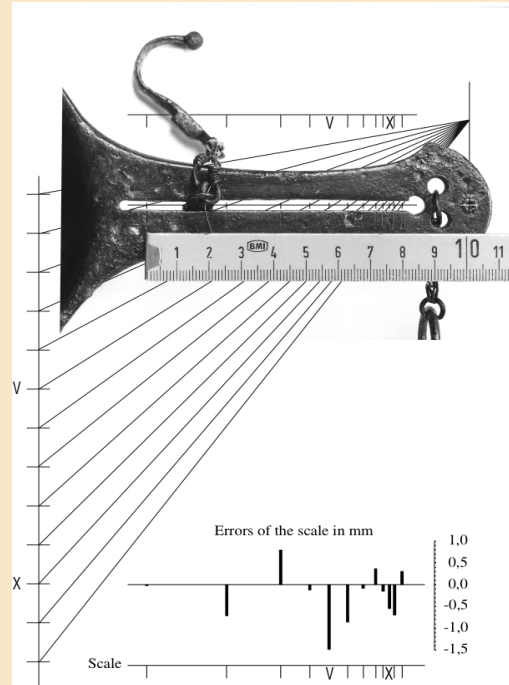 V X
1 2 3 BMI 4 5 6 7 8 9 10 11
V
X
Errors of the scale in mm
1,0
0,5
0,0
-0,5
-1,0
-1,5
Scale
V X